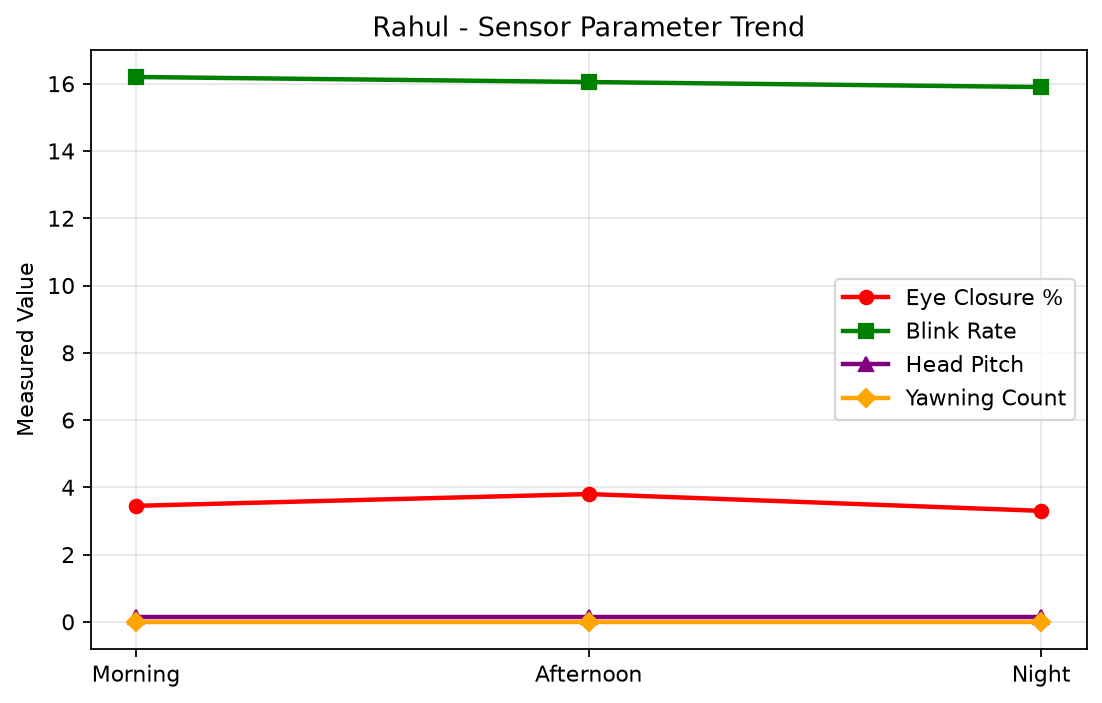 Rahul - Sensor Parameter Trend
Measured Value
16
14
12
10
8
6
4
2
0
Eye Closure %
Blink Rate
Head Pitch
Yawning Count
Morning Afternoon Night